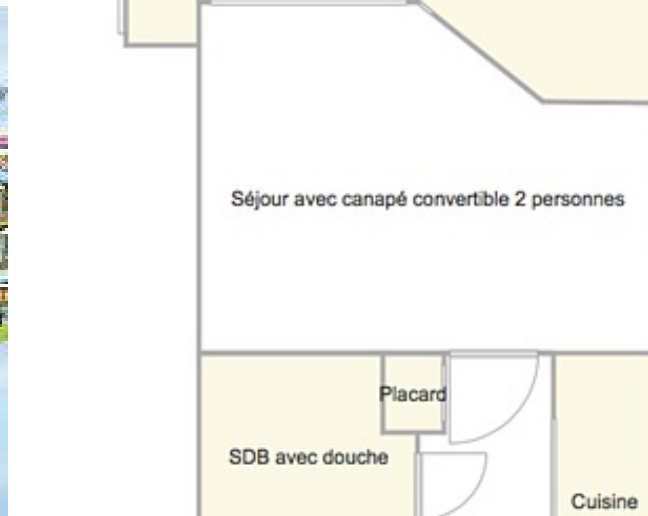 Séjour avec canapé convertible 2 personnes
Placard
SDB avec douche
Cuisine